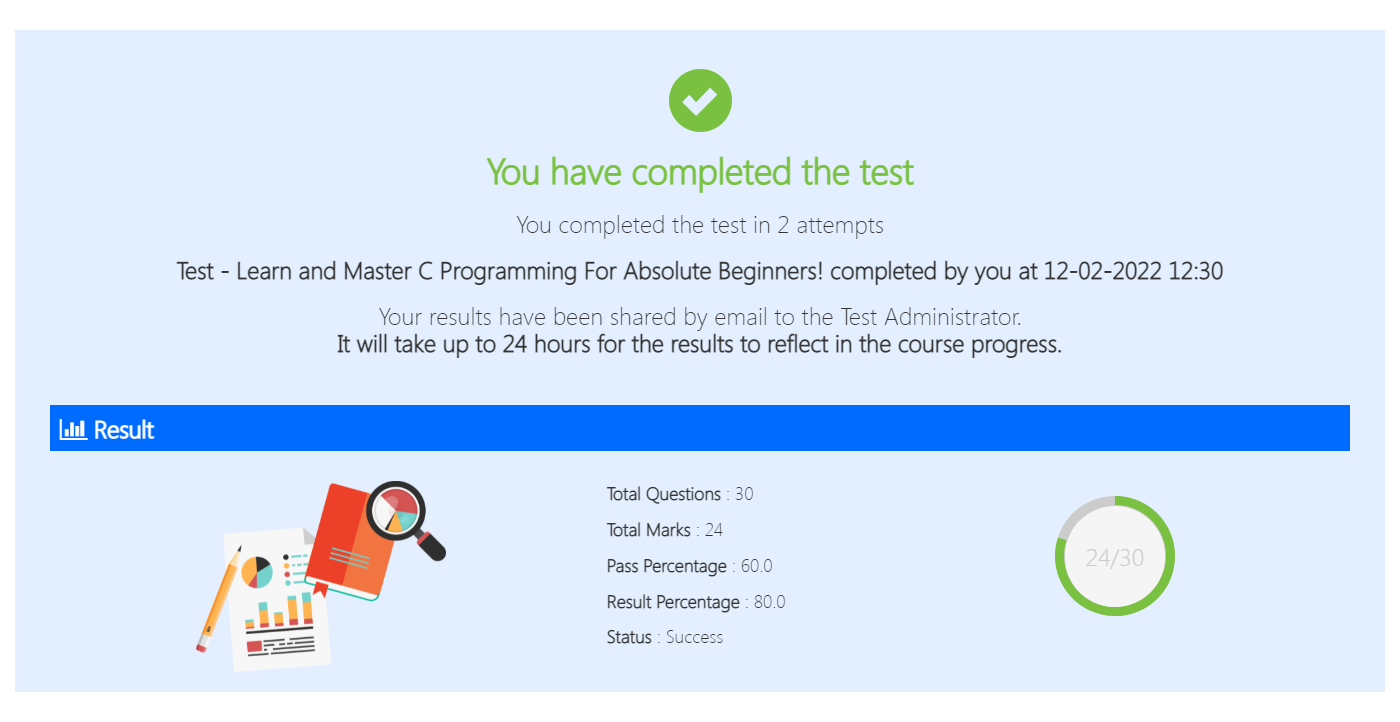 You have completed the test
You completed the test in 2 attempts
Test - Learn and Master C Programming For Absolute Beginners! completed by you at 12-02-2022 12:30
Your results have been shared by email to the Test Administrator.
It will take up to 24 hours for the results to reflect in the course progress.
Result
Total Questions : 30
Total Marks : 24
Pass Percentage : 60.0
Result Percentage : 80.0
Status : Success
24/30